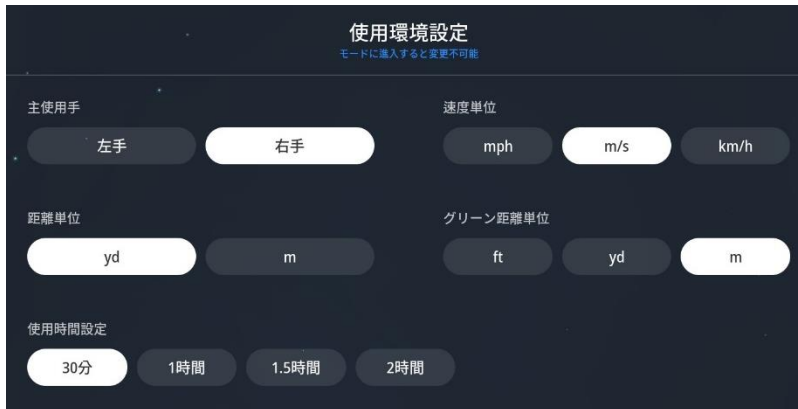 使用環境設定
モードに進入すると変更不可能
主使用手
速度単位
左手 右手 mph m/s km/h
距離単位
グリーン距離単位
yd m ft yd m
使用時間設定
30分 1時間 1.5時間 2時間